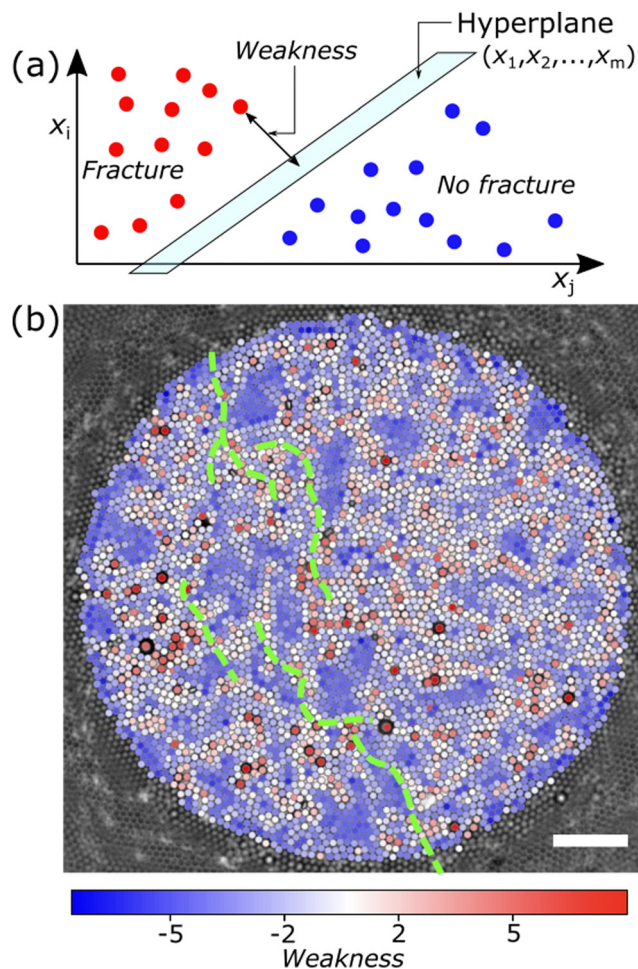 (a)
Weakness
Hyperplane
(x1,x2,...,xm)
xi
Fracture
No fracture
xj
(b)
-5
-2
2
5
Weakness